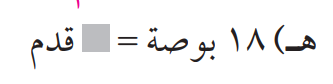 هـ) ١٨ بوصة = قدم